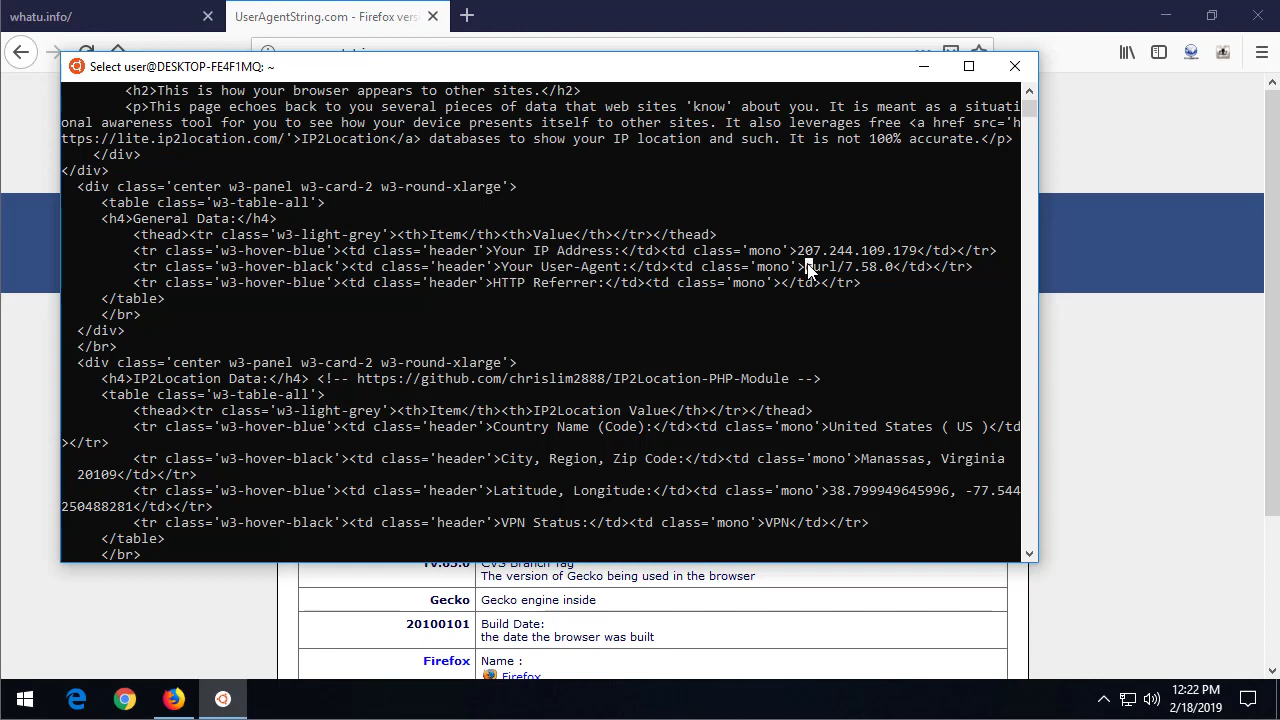 whatu.info/
UserAgentString.com - Firefox vers
Select user@DESKTOP-FE4F1MQ: ~
<h2>This is how your browser appears to other sites.</h2>
<p>This page echoes back to you several pieces of data that web sites 'know' about you. It is meant as a situati
onal awareness tool for you to see how your device presents itself to other sites. It also leverages free <a href src='h
ttps://lite.ip2location.com/'>IP2Location</a> databases to show your IP location and such. It is not 100% accurate.</p>
</div>
</div>
<div class='center w3-panel w3-card-2 w3-round-xlarge'>
<table class='w3-table-all'>
<h4>General Data:</h4>
<thead><tr class='w3-light-grey'><th>Item</th><th>Value</th></tr></thead>
<tr class='w3-hover-blue'><td class='header'>Your IP Address:</td><td class='mono'>207.244.109.179</td></tr>
<tr class='w3-hover-black'><td class='header'>Your User-Agent:</td><td class='mono'>curl/7.58.0</td></tr>
<tr class='w3-hover-blue'><td class='header'>HTTP Referrer:</td><td class='mono'></td></tr>
</table>
</br>
</div>
</br>
<div class='center w3-panel w3-card-2 w3-round-xlarge'>
<h4>IP2Location Data:</h4> <!-- https://github.com/chrislim2888/IP2Location-PHP-Module -->
<table class='w3-table-all'>
<thead><tr class='w3-light-grey'><th>Item</th><th>IP2Location Value</th></tr></thead>
<tr class='w3-hover-blue'><td class='header'>Country Name (Code):</td><td class='mono'>United States ( US )</td
></tr>
<tr class='w3-hover-black'><td class='header'>City, Region, Zip Code:</td><td class='mono'>Manassas, Virginia
20109</td></tr>
<tr class='w3-hover-blue'><td class='header'>Latitude, Longitude:</td><td class='mono'>38.799949645996, -77.544
250488281</td></tr>
<tr class='w3-hover-black'><td class='header'>VPN Status:</td><td class='mono'>VPN</td></tr>
</table>
</br>
rv:65.0 CVS Branch Tag
The version of Gecko being used in the browser
Gecko Gecko engine inside
20100101 Build Date:
the date the browser was built
Firefox Name :
Firefox
12:22 PM
2/18/2019